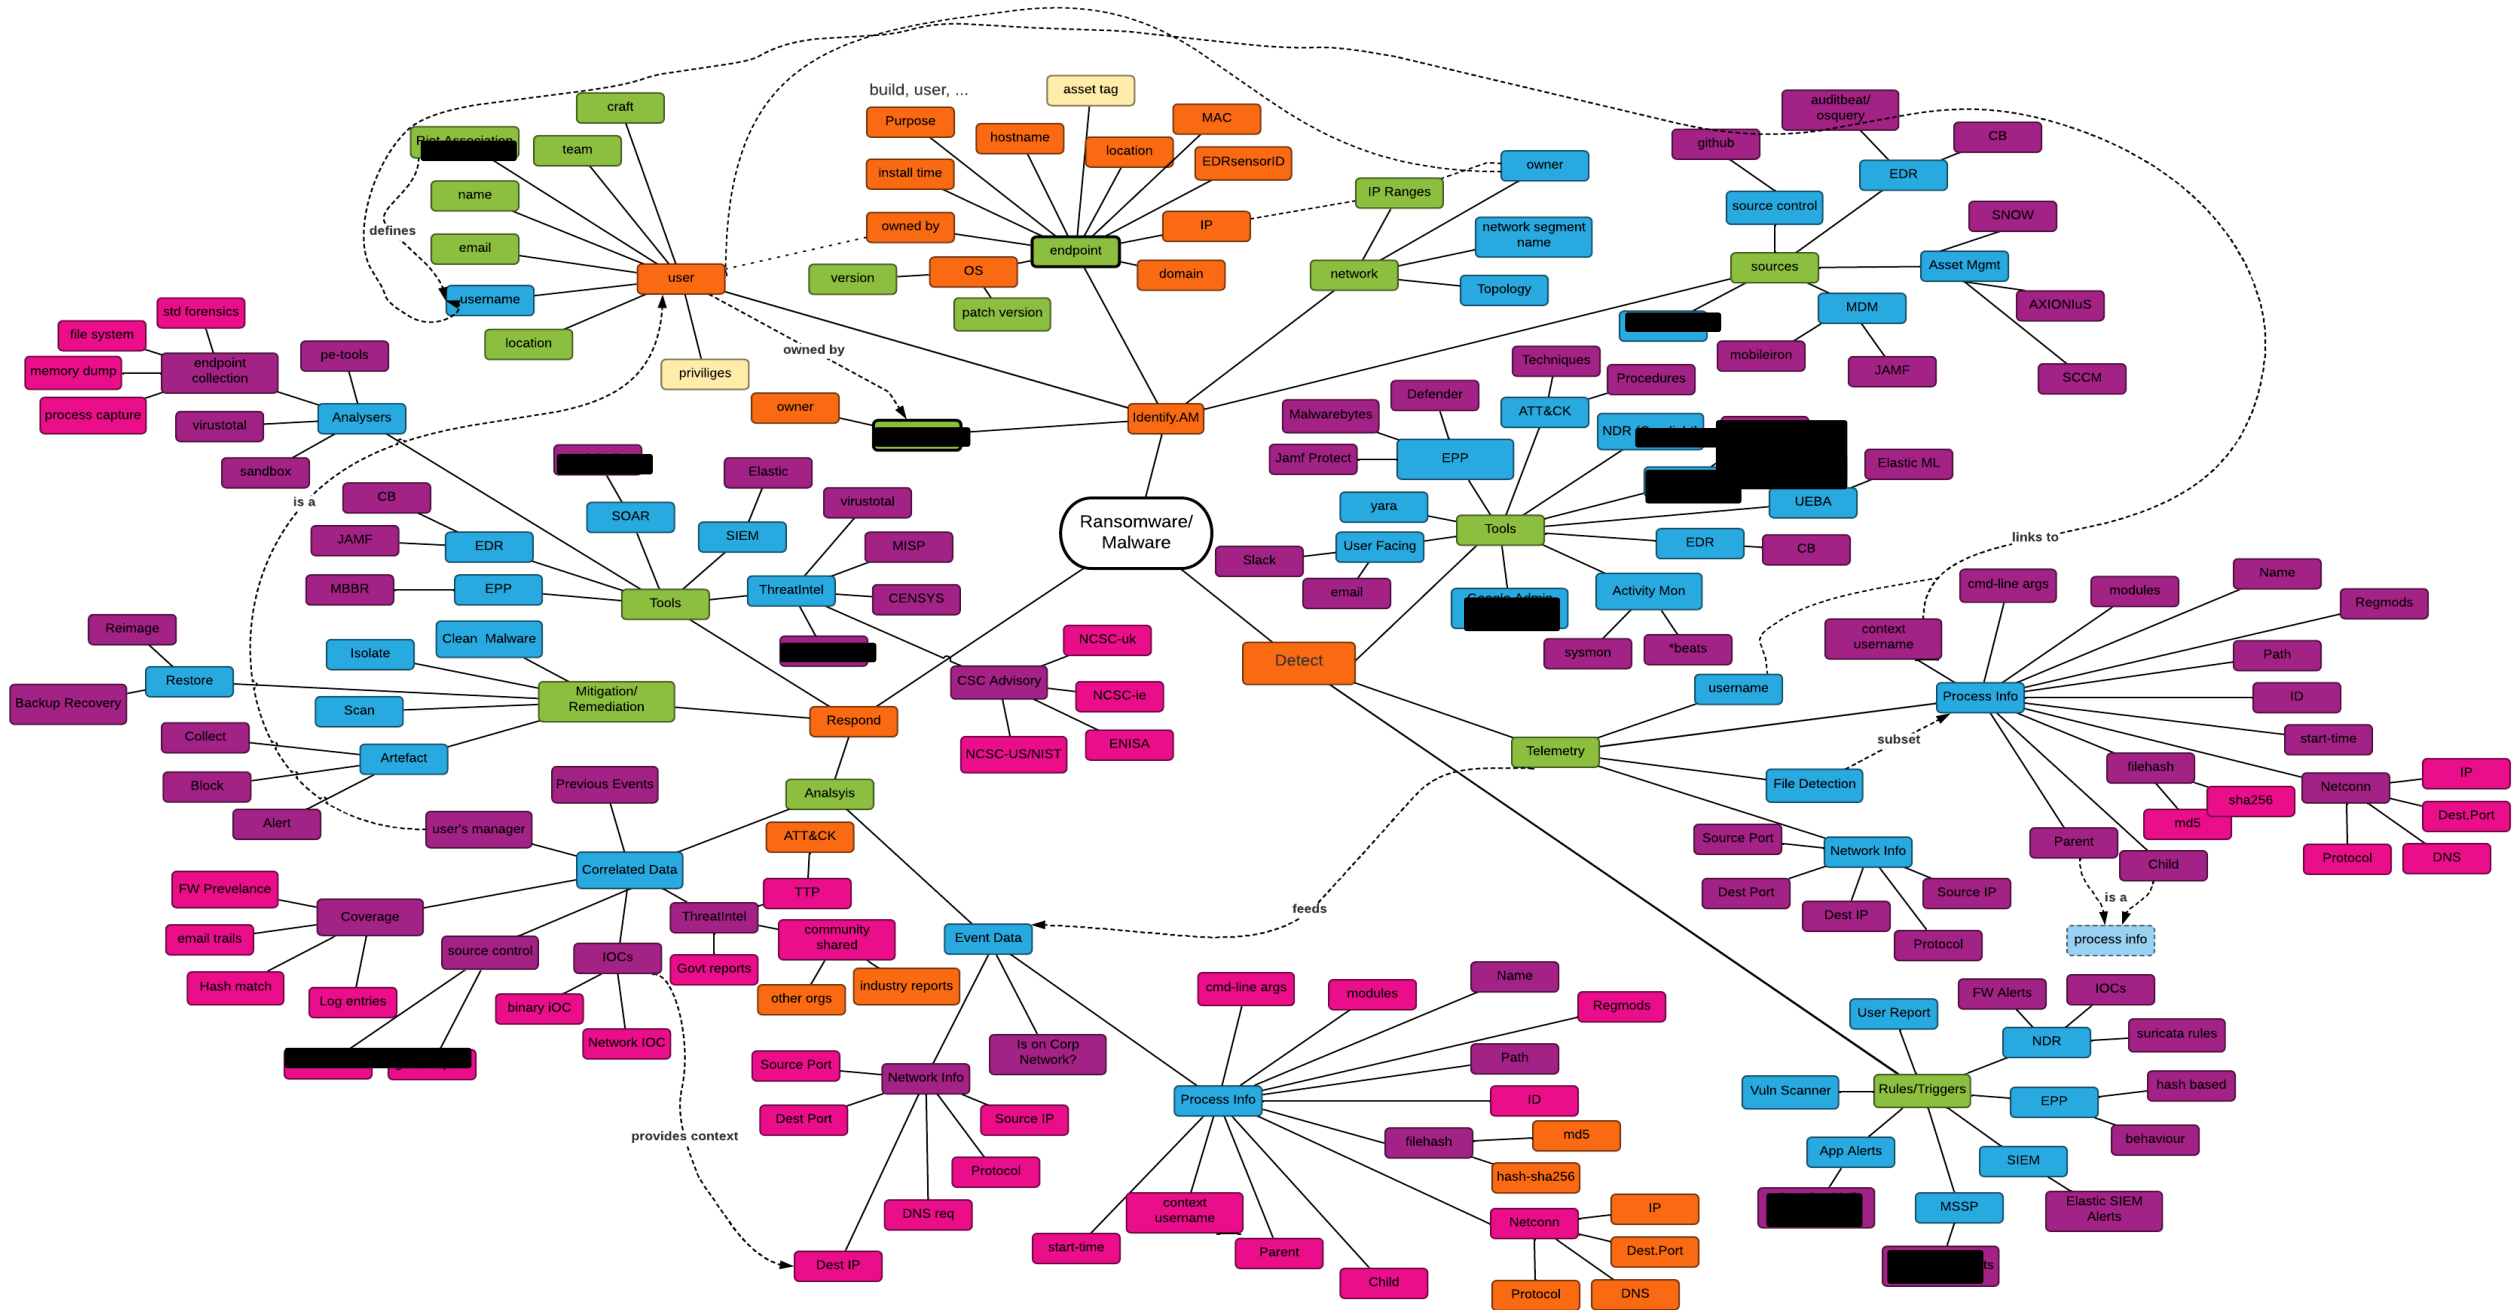 build, user, ...
asset tag
craft
Purpose
hostname
MAC
location
team
install time
EDRsensorID
name
owned by
IP
email
endpoint
user
version
OS
domain
username
patch version
location
priviliges
defines
owned by
auditbeat/
osquery
github
CB
owner
EDR
IP Ranges
source control
SNOW
network segment
name
network
sources
Asset Mgmt
Topology
MDM
AXIONIuS
mobileiron
JAMF
SCCM
std forensics
file system
pe-tools
endpoint
collection
memory dump
process capture
Analysers
virustotal
sandbox
is a
owner
Identify.AM
Techniques
Procedures
Defender
Malwarebytes
ATT&CK
NDR
Jamf Protect
EPP
Elastic ML
UEBA
yara
Tools
User Facing
EDR
CB
Slack
email
Activity Mon
sysmon
*beats
links to
Ransomware/
Malware
CB
Elastic
virustotal
SOAR
SIEM
JAMF
EDR
MISP
MBBR
EPP
ThreatIntel
CENSYS
Tools
Reimage
Clean Malware
Isolate
Restore
Backup Recovery
Mitigation/
Remediation
Scan
Collect
Artefact
Block
Alert
NCSC-uk
CSC Advisory
NCSC-ie
ENISA
NCSC-US/NIST
Respond
Detect
cmd-line args
modules
Name
Regmods
context
username
Path
Process Info
ID
username
start-time
Telemetry
subset
filehash
File Detection
sha256
md5
Netconn
IP
Dest.Port
Protocol
DNS
Parent
Child
is a
process info
Source Port
Network Info
Dest Port
Source IP
Dest IP
Protocol
Previous Events
Analsyis
user's manager
ATT&CK
Correlated Data
TTP
FW Prevelance
Coverage
ThreatIntel
email trails
source control
community
shared
IOCs
Govt reports
Hash match
Log entries
binary iOC
other orgs
industry reports
Network IOC
feeds
Event Data
Is on Corp
Network?
Source Port
Network Info
Dest Port
Source IP
Protocol
DNS req
Dest IP
provides context
cmd-line args
modules
Name
Regmods
Path
Process Info
ID
filehash
md5
hash-sha256
context
username
start-time
Parent
Child
Netconn
IP
Dest.Port
Protocol
DNS
FW Alerts
IOCs
User Report
NDR
suricata rules
Vuln Scanner
Rules/Triggers
EPP
hash based
behaviour
App Alerts
SIEM
MSSP
Elastic SIEM
Alerts